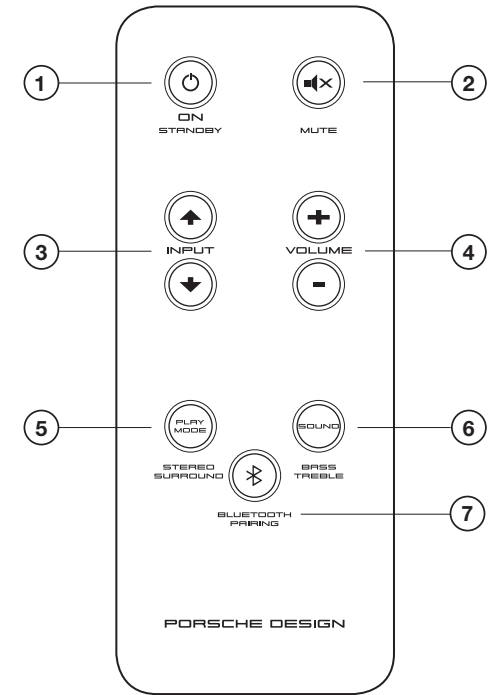 1
2
ON
STANDBY
MUTE
3
INPUT
VOLUME
4
5
PLAY
MODE
SOUND
6
STEREO
SURROUND
BASS
TREBLE
BLUETOOTH
PAIRING
7
PORSCHE DESIGN